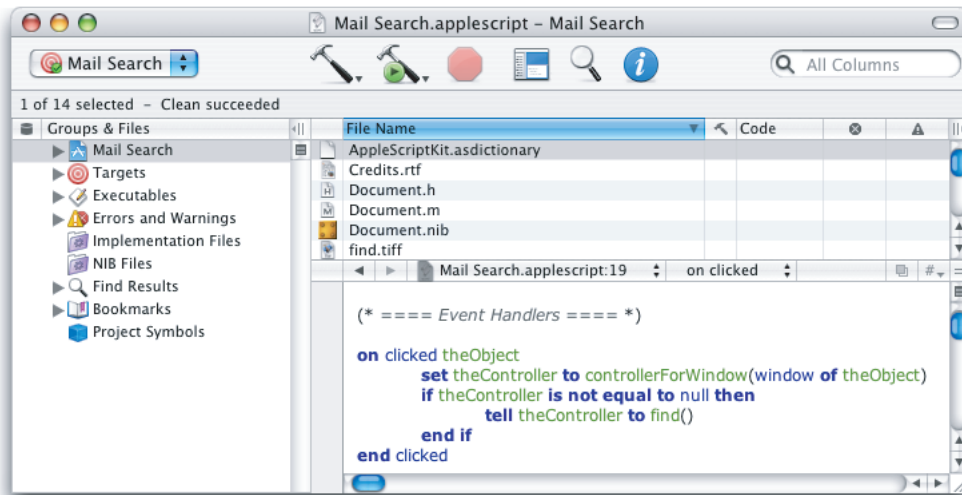 Mail Search.applescript – Mail Search
Mail Search
All Columns
1 of 14 selected – Clean succeeded
Groups & Files
Mail Search
Targets
Executables
Errors and Warnings
Implementation Files
NIB Files
Find Results
Bookmarks
Project Symbols
File Name
Code
AppleScriptKit.asdictionary
Credits.rtf
Document.h
Document.m
Document.nib
find.tiff
Mail Search.applescript:19
on clicked
#
(* ==== Event Handlers ==== *)
on clicked theObject
set theController to controllerForWindow(window of theObject)
if theController is not equal to null then
tell theController to find()
end if
end clicked